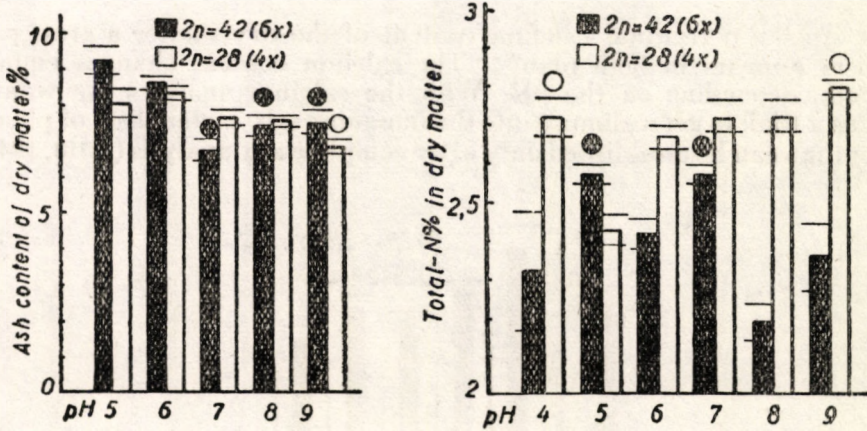 Ash content of dry matter%
10
5
0
2n=42(6x)
2n=28(4x)
pH 5 6 7 8 9
Total-N% in dry matter
3
2,5
2
2n=42(6x)
2n=28(4x)
pH 4 5 6 7 8 9